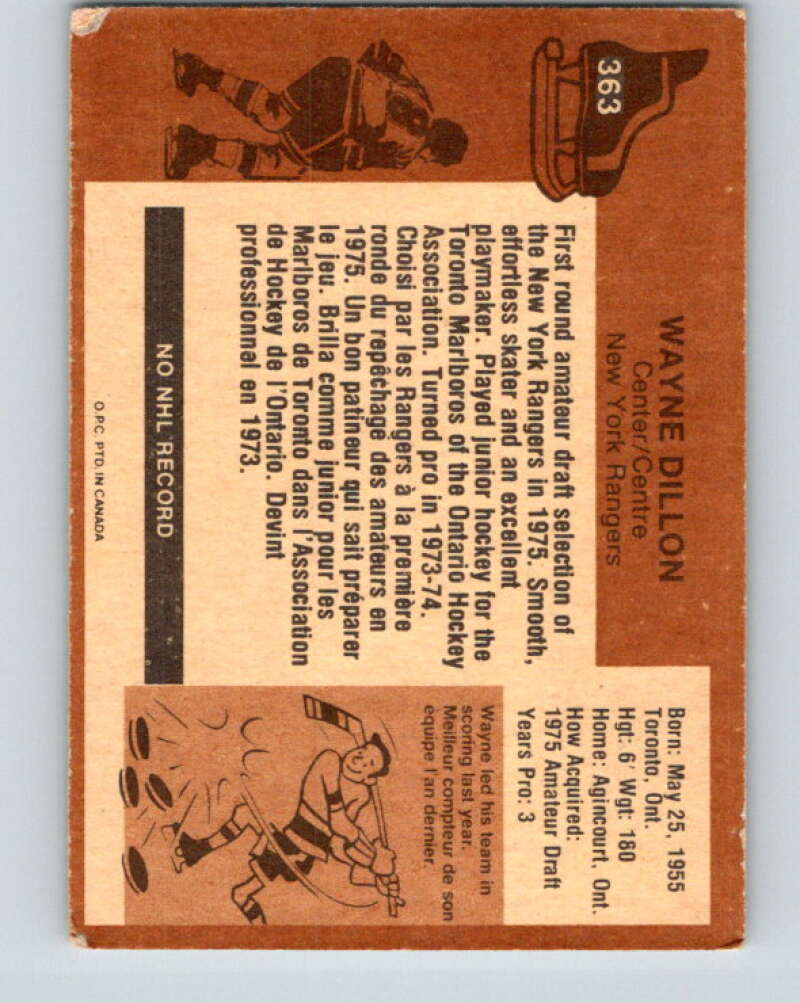 363
WAYNE DILLON
Center/Centre
New York Rangers
Born: May 25, 1955
Toronto, Ont.
Hgt: 6' Wgt: 180
Home: Agincourt, Ont.
How Acquired:
1975 Amateur Draft
Years Pro: 3
First round amateur draft selection of
the New York Rangers in 1975. Smooth,
effortless skater and an excellent
playmaker. Played junior hockey for the
Toronto Marlboros of the Ontario Hockey
Association. Turned pro in 1973-74.
Choisi par les Rangers à la première
ronde du repêchage des amateurs en
1975. Un bon patineur qui sait préparer
le jeu. Brilla comme junior pour les
Marlboros de Toronto dans l'Association
de Hockey de l'Ontario. Devint
professionnel en 1973.
Wayne led his team in
scoring last year.
Meilleur compteur de son
equipe l'an dernier.
NO NHL RECORD
O.P.C. PTD. IN CANADA